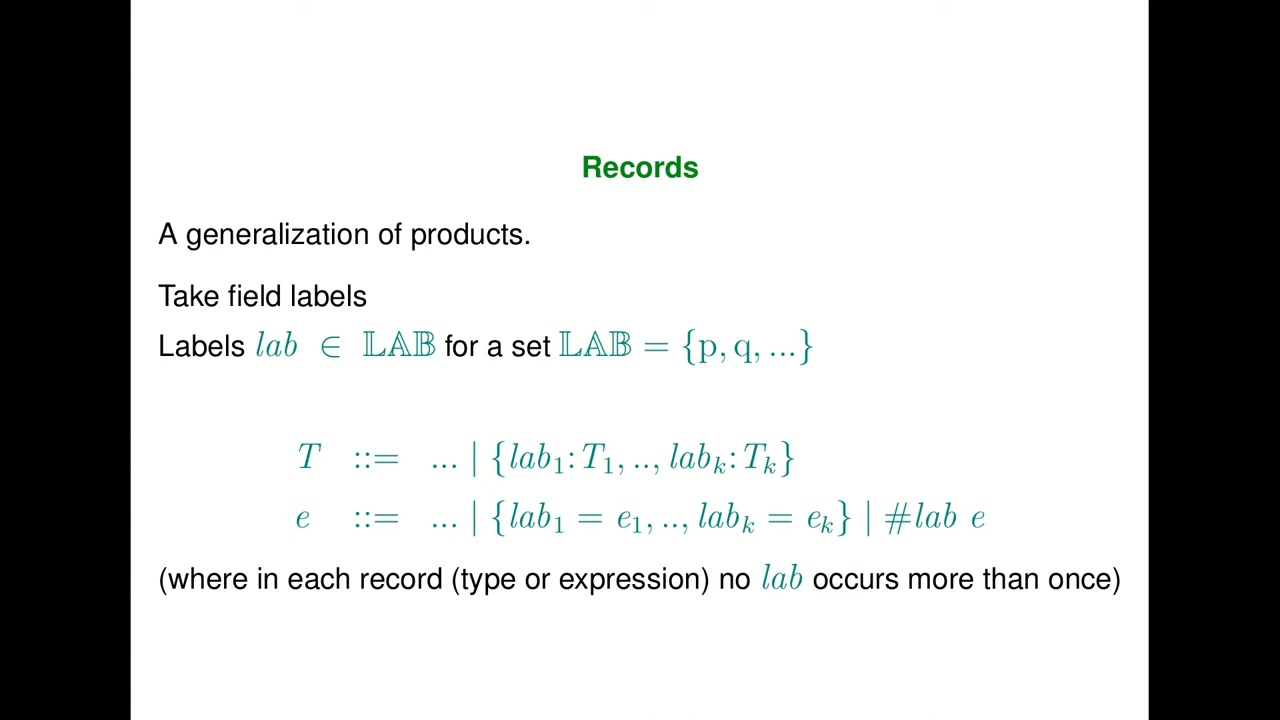 Records
A generalization of products.
Take field labels
Labels lab ∈ 𝕃𝔸𝔹 for a set 𝕃𝔸𝔹 = {p, q, ...}
T ::= ... | {lab₁:T₁, .., labₖ:Tₖ}
e ::= ... | {lab₁ = e₁, .., labₖ = eₖ} | #lab e
(where in each record (type or expression) no lab occurs more than once)